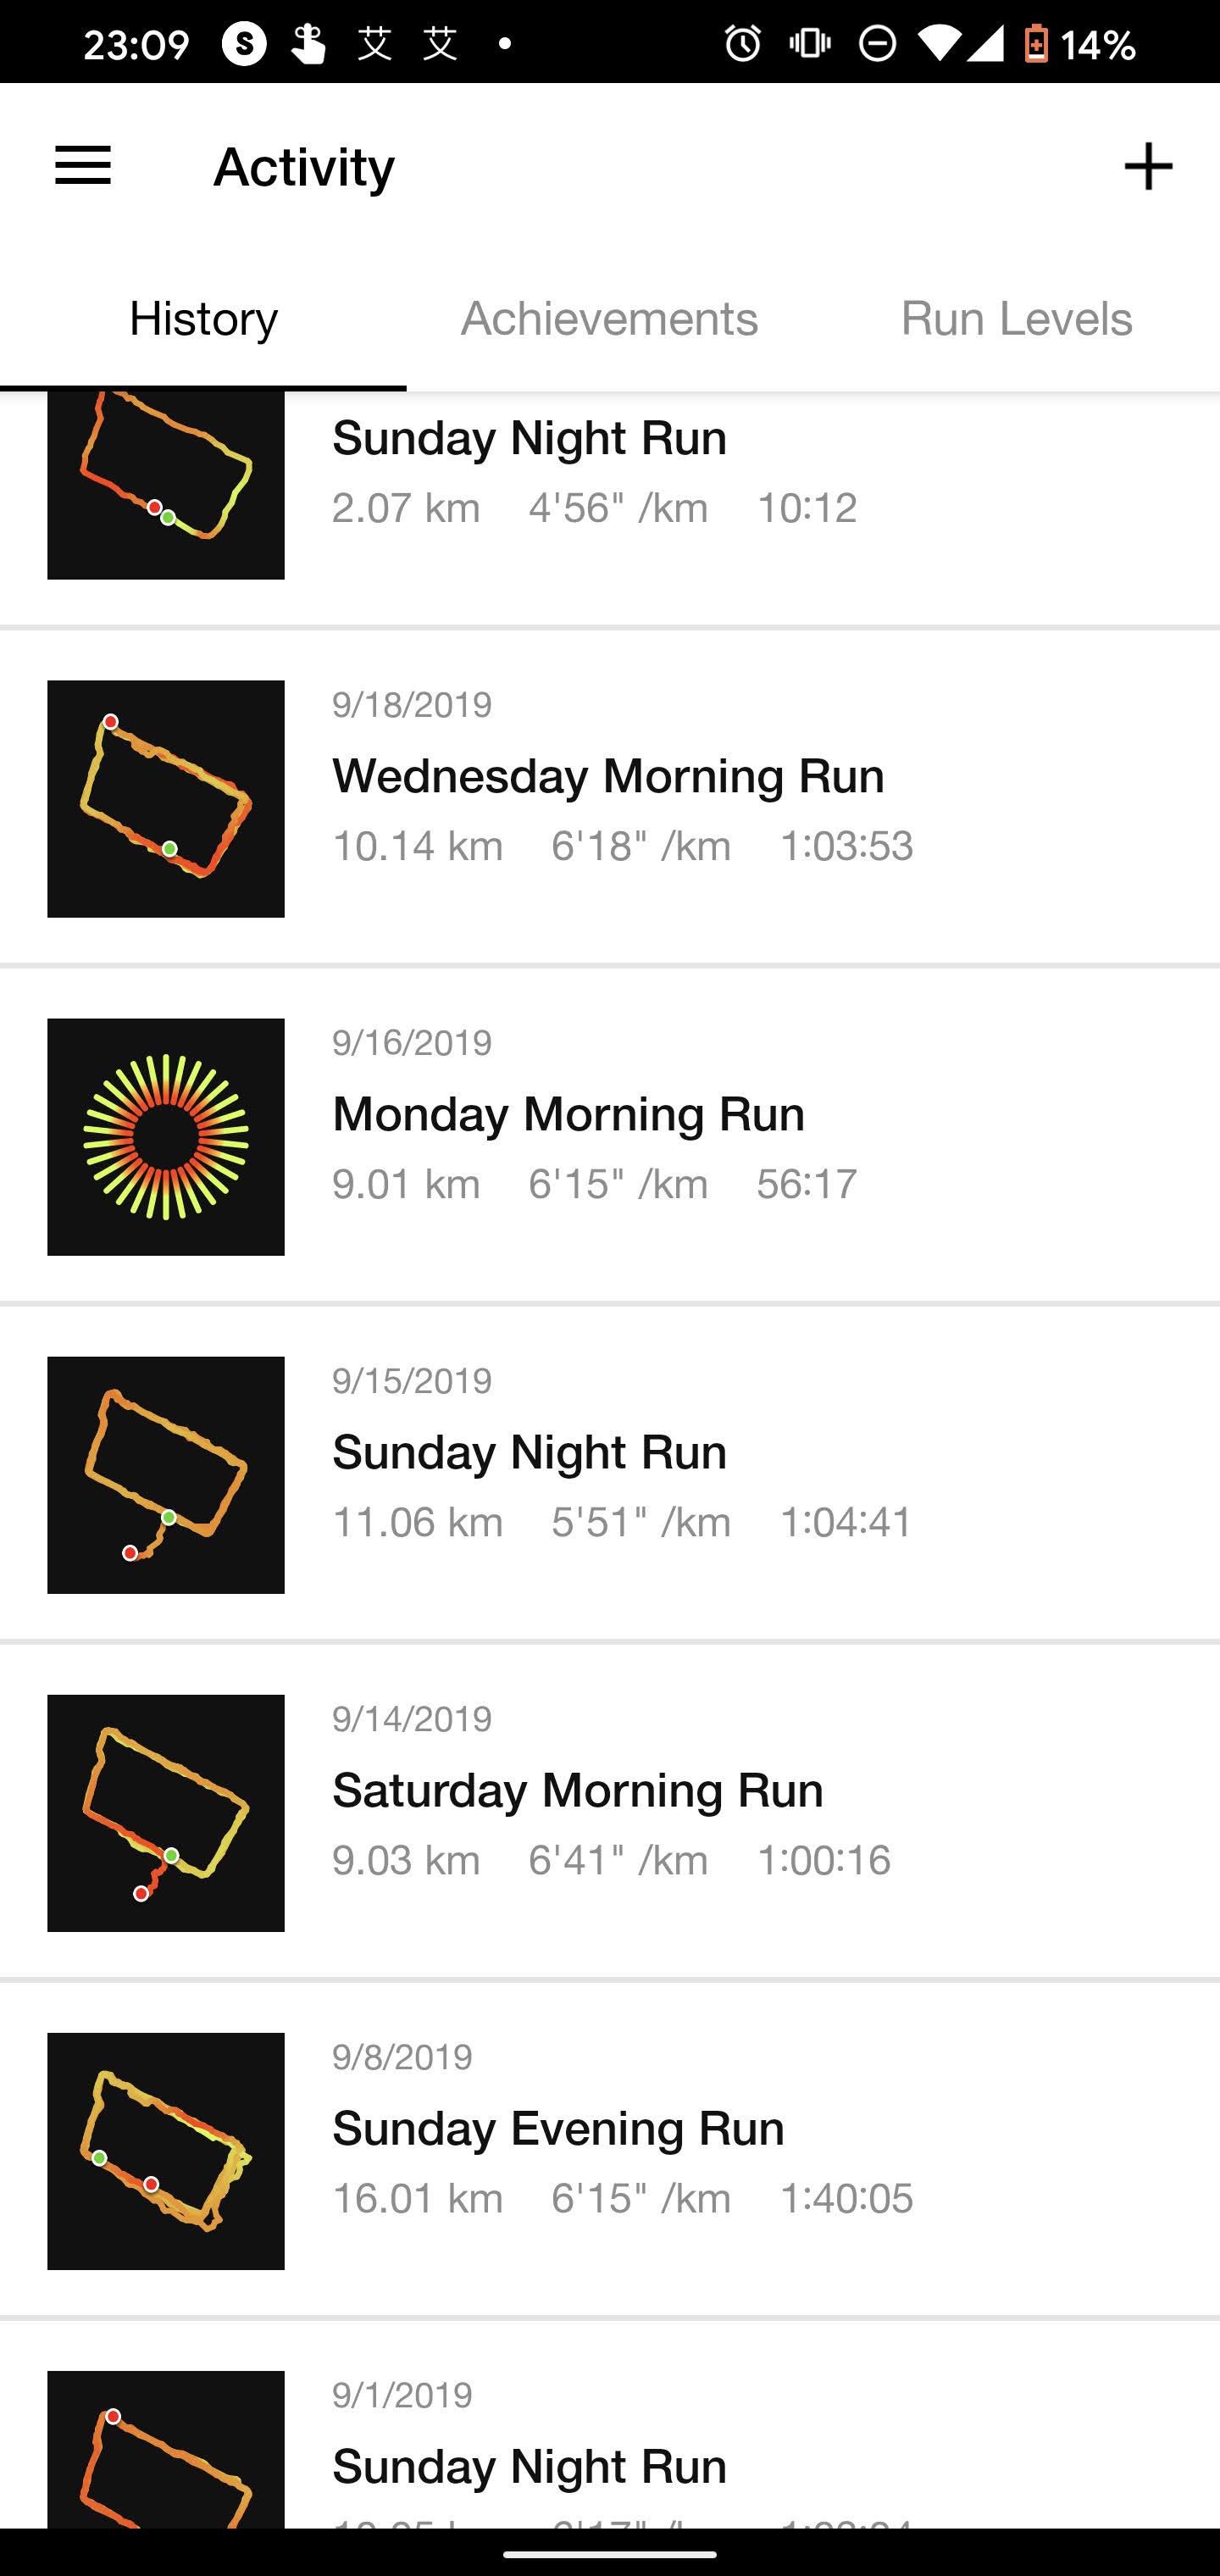 23:09 S 艾 艾 14%
Activity
History Achievements Run Levels
Sunday Night Run
2.07 km 4'56" /km 10:12
9/18/2019
Wednesday Morning Run
10.14 km 6'18" /km 1:03:53
9/16/2019
Monday Morning Run
9.01 km 6'15" /km 56:17
9/15/2019
Sunday Night Run
11.06 km 5'51" /km 1:04:41
9/14/2019
Saturday Morning Run
9.03 km 6'41" /km 1:00:16
9/8/2019
Sunday Evening Run
16.01 km 6'15" /km 1:40:05
9/1/2019
Sunday Night Run